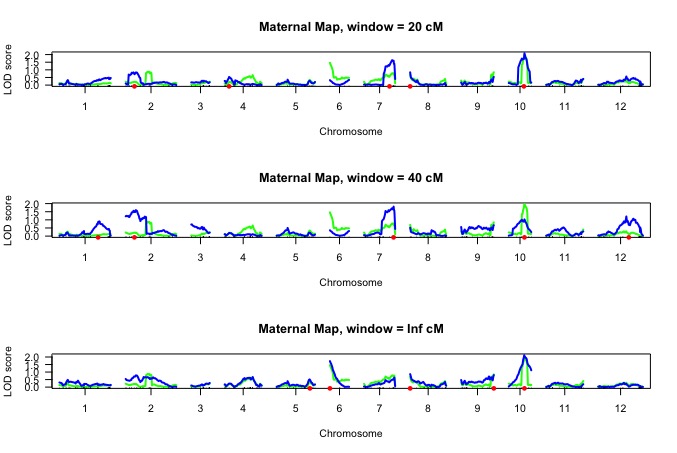 Maternal Map, window = 20 cM
LOD score
2.0
1.5
1.0
0.5
0.0
1 2 3 4 5 6 7 8 9 10 11 12
Chromosome
Maternal Map, window = 40 cM
LOD score
2.0
1.5
1.0
0.5
0.0
1 2 3 4 5 6 7 8 9 10 11 12
Chromosome
Maternal Map, window = Inf cM
LOD score
2.0
1.5
1.0
0.5
0.0
1 2 3 4 5 6 7 8 9 10 11 12
Chromosome